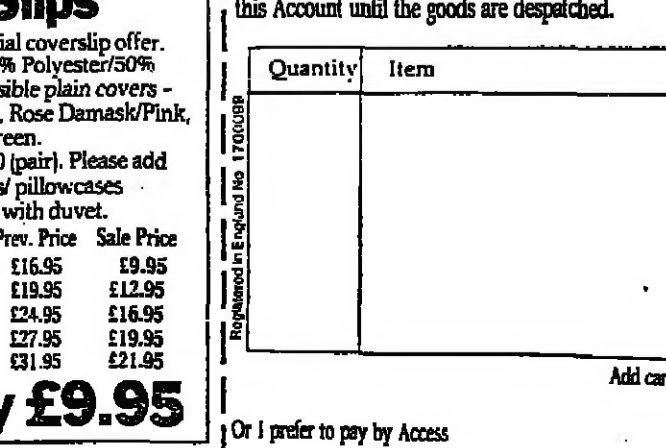 slips
ial coverslip offer.
% Polyester/50%
sible plain covers –
, Rose Damask/Pink,
reen.
0 (pair). Please add
s/ pillowcases
with duvet.
Prev. Price Sale Price
£16.95 £9.95
£19.95 £12.95
£24.95 £16.95
£27.95 £19.95
£31.95 £21.95
y £9.95
this Account until the goods are despatched.
Quantity Item
Registered in England No 1700099
Add car
Or I prefer to pay by Access